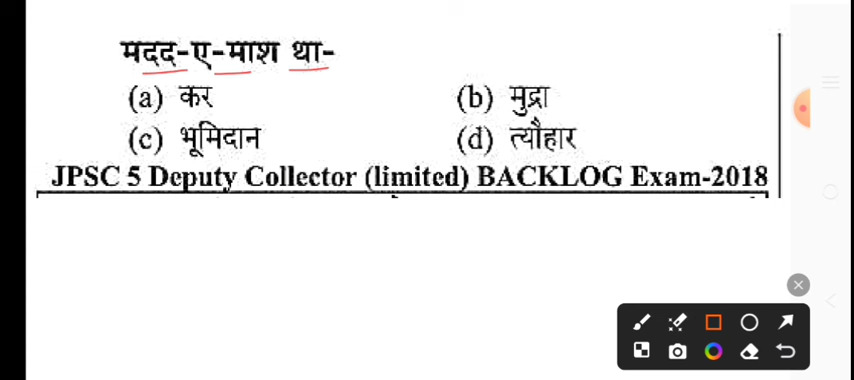 मदद-ए-माश था-
(a) कर (b) मुद्रा
(c) भूमिदान (d) त्यौहार
JPSC 5 Deputy Collector (limited) BACKLOG Exam-2018